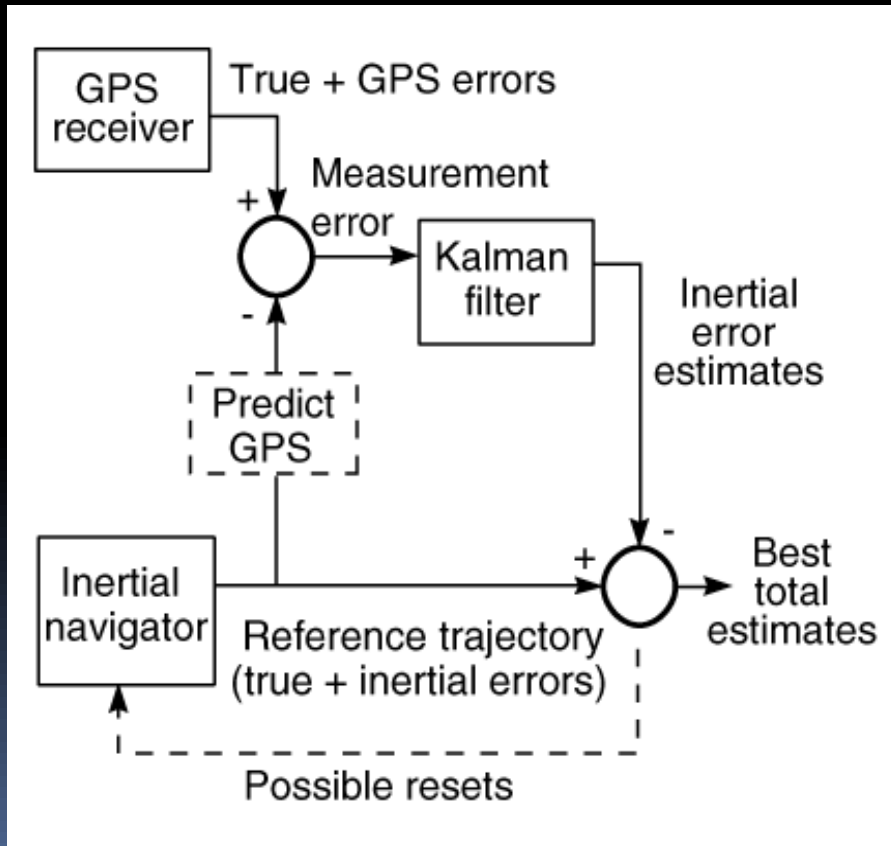 GPS
receiver
True + GPS errors
+
Measurement
error
Kalman
filter
-
Inertial
error
estimates
Predict
GPS
-
+
Best
total
estimates
Inertial
navigator
Reference trajectory
(true + inertial errors)
Possible resets